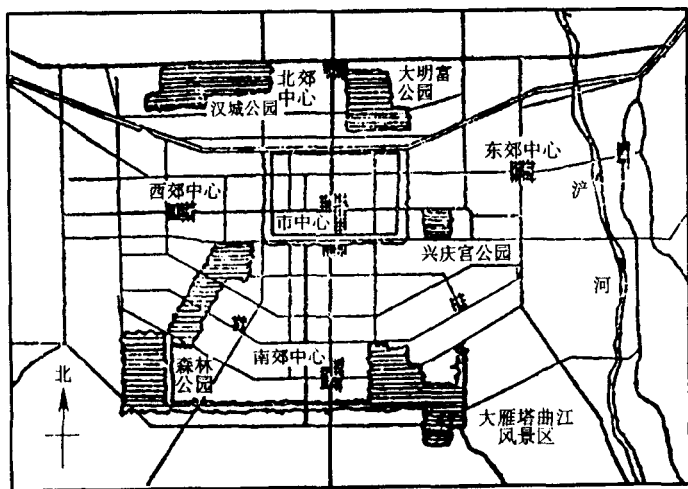 北郊
中心
大明富
公园
汉城公园
东郊中心
西郊中心
浐
市中心
兴庆宫公园
河
南郊中心
森林
公园
北
大雁塔曲江
风景区